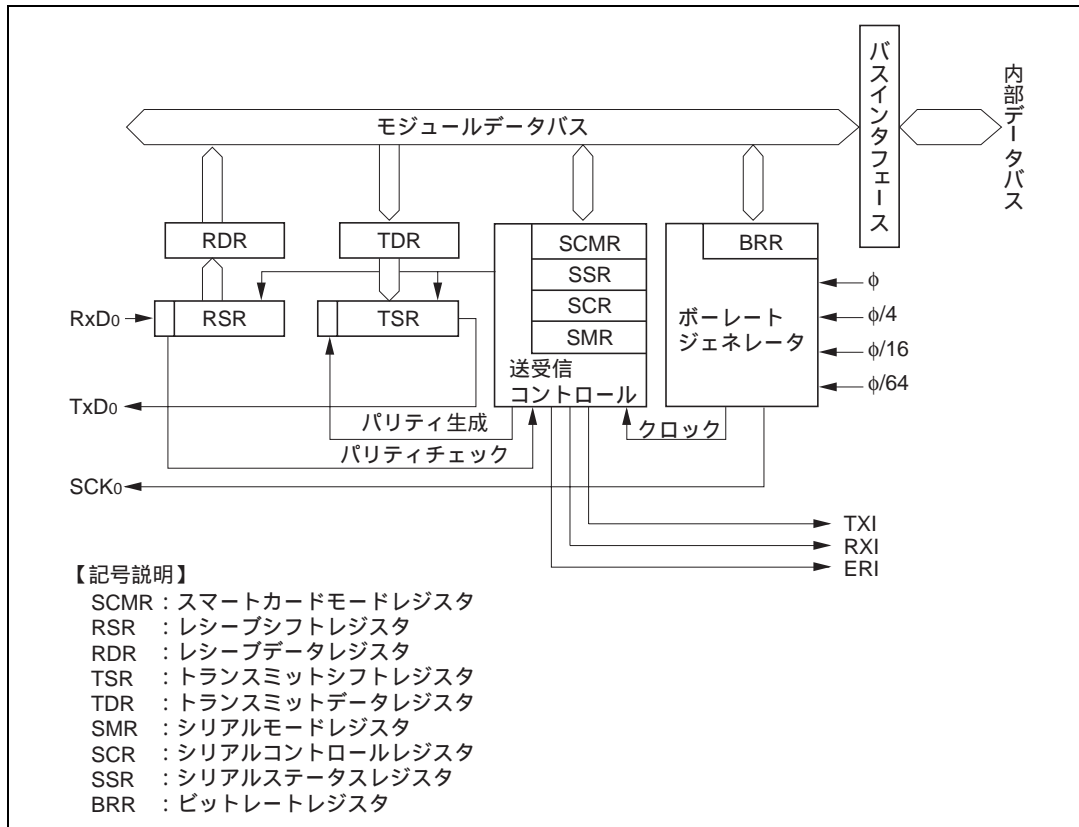 バスインタフェース
内部データバス
モジュールデータバス
RDR
TDR
SCMR
BRR
SSR
φ
RxD0
RSR
TSR
SCR
φ/4
SMR
ボーレート
ジェネレータ
φ/16
送受信
コントロール
φ/64
TxD0
パリティ生成
クロック
パリティチェック
SCK0
TXI
RXI
ERI
【記号説明】
SCMR : スマートカードモードレジスタ
RSR : レシーブシフトレジスタ
RDR : レシーブデータレジスタ
TSR : トランスミットシフトレジスタ
TDR : トランスミットデータレジスタ
SMR : シリアルモードレジスタ
SCR : シリアルコントロールレジスタ
SSR : シリアルステータスレジスタ
BRR : ビットレートレジスタ